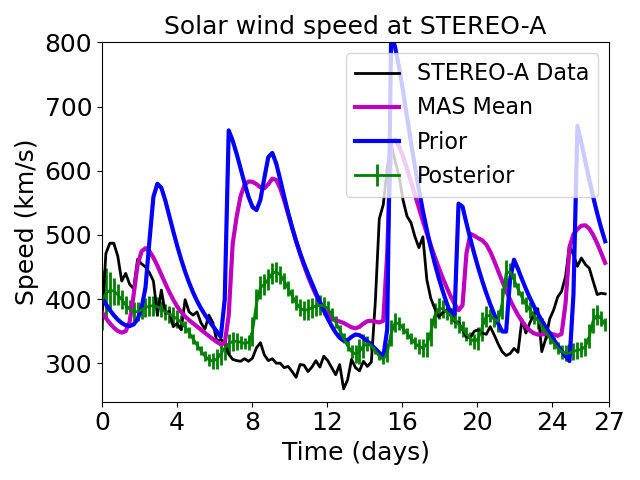 Solar wind speed at STEREO-A
800
700
600
500
400
300
Speed (km/s)
STEREO-A Data
MAS Mean
Prior
Posterior
0 4 8 12 16 20 24 27
Time (days)